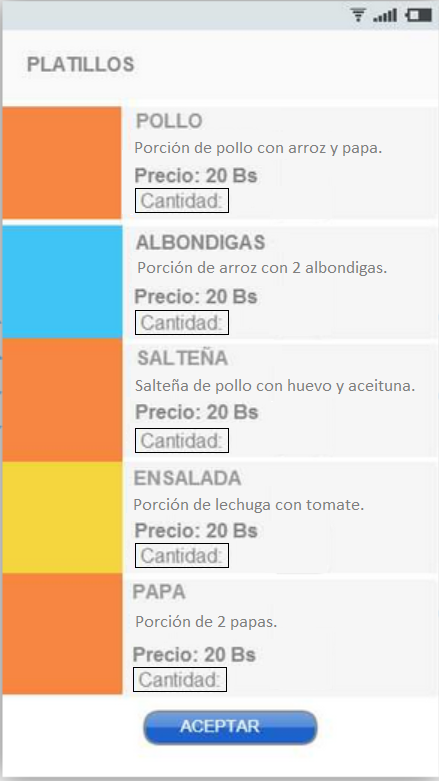 PLATILLOS
POLLO
Porción de pollo con arroz y papa.
Precio: 20 Bs
Cantidad:
ALBONDIGAS
Porción de arroz con 2 albondigas.
Precio: 20 Bs
Cantidad:
SALTEÑA
Salteña de pollo con huevo y aceituna.
Precio: 20 Bs
Cantidad:
ENSALADA
Porción de lechuga con tomate.
Precio: 20 Bs
Cantidad:
PAPA
Porción de 2 papas.
Precio: 20 Bs
Cantidad:
ACEPTAR